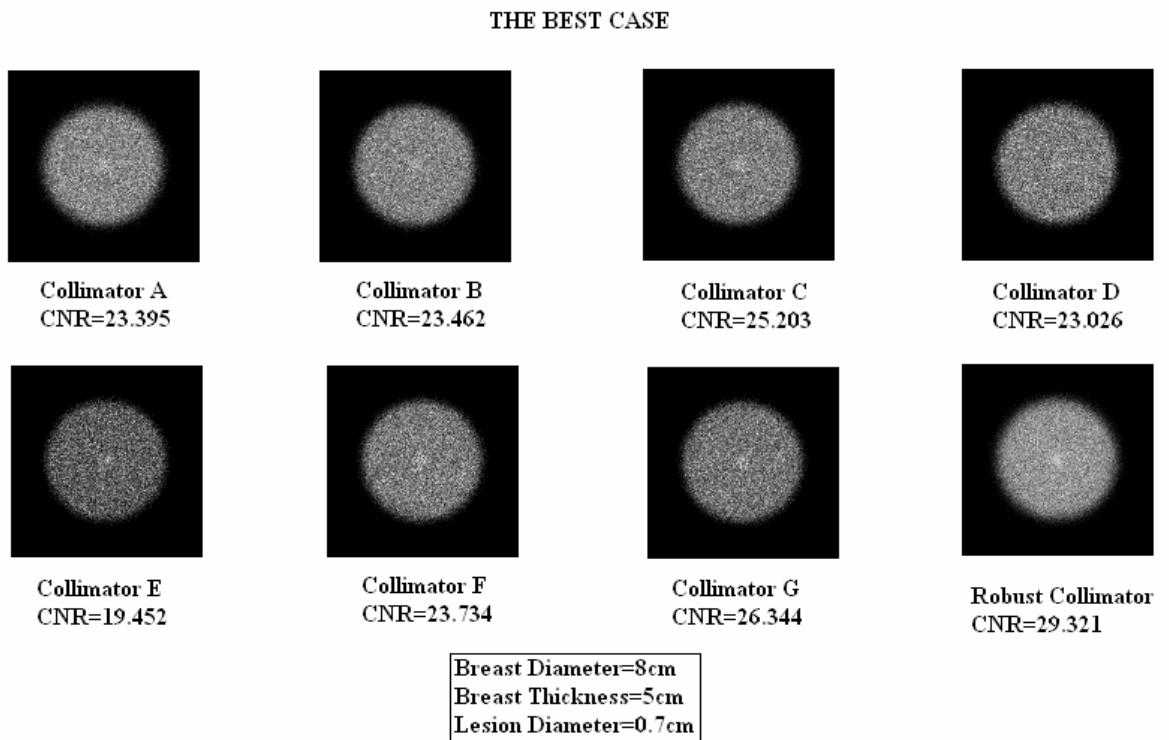 THE BEST CASE
Collimator A
CNR=23.395
Collimator B
CNR=23.462
Collimator C
CNR=25.203
Collimator D
CNR=23.026
Collimator E
CNR=19.452
Collimator F
CNR=23.734
Collimator G
CNR=26.344
Robust Collimator
CNR=29.321
Breast Diameter=8cm
Breast Thickness=5cm
Lesion Diameter=0.7cm